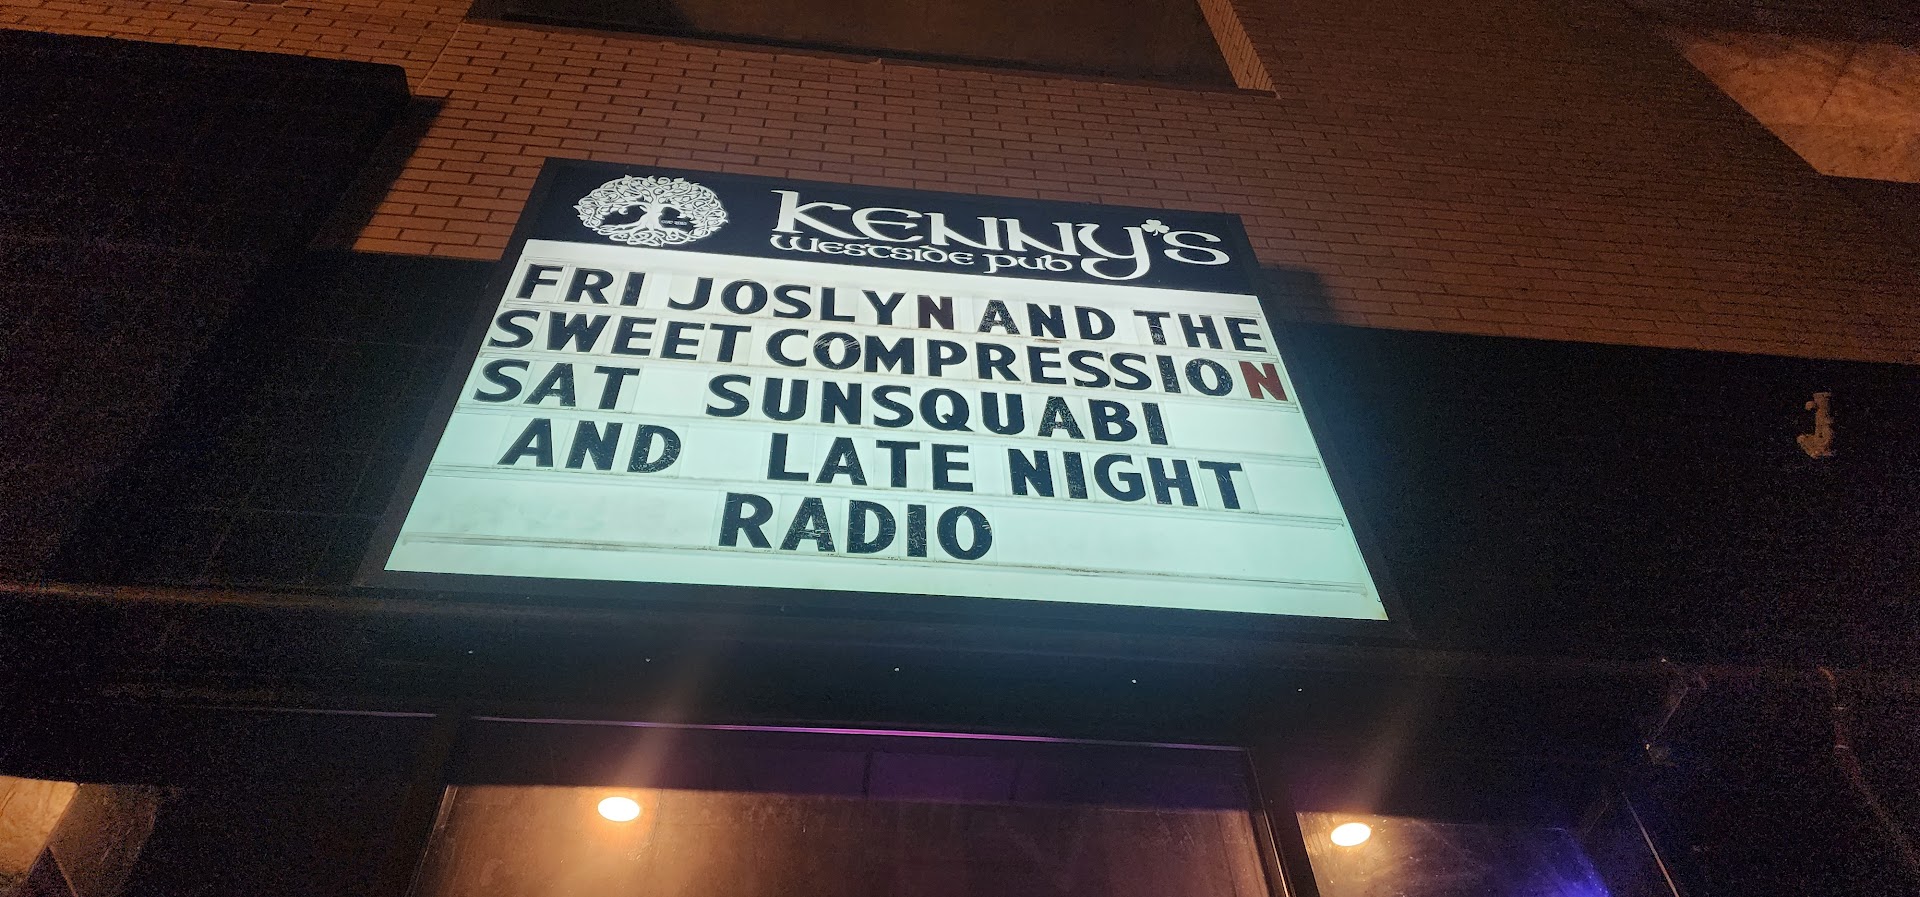 KENNY'S
WESTSIDE PUB
FRI JOSLYN AND THE
SWEET COMPRESSION
SAT SUNSQUABI
AND LATE NIGHT
RADIO